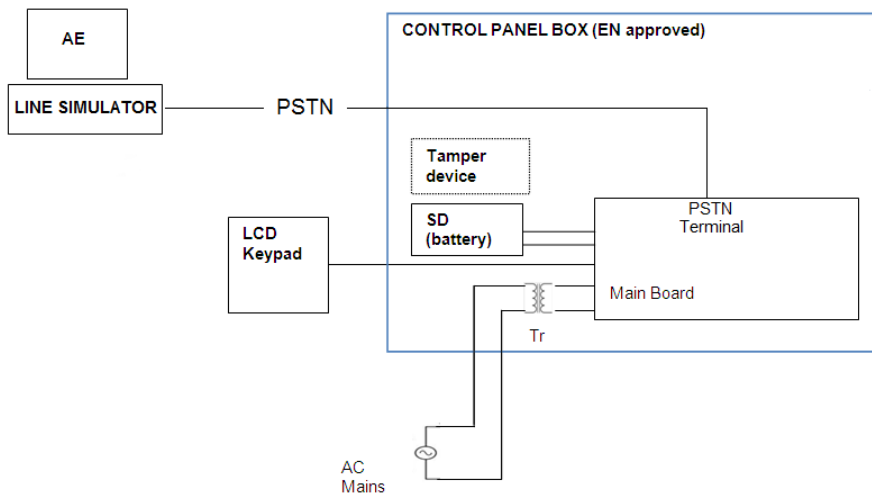 AE
CONTROL PANEL BOX (EN approved)
LINE SIMULATOR
PSTN
Tamper
device
PSTN
Terminal
SD
(battery)
LCD
Keypad
Main Board
Tr
AC
Mains